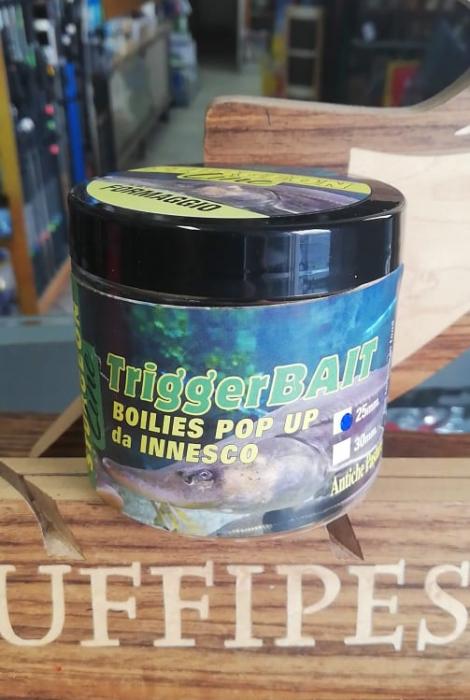 FORMAGGIO
TriggerBAIT
BOILIES POP UP
da INNESCO
25mm
30mm
Antiche
UFFIPES